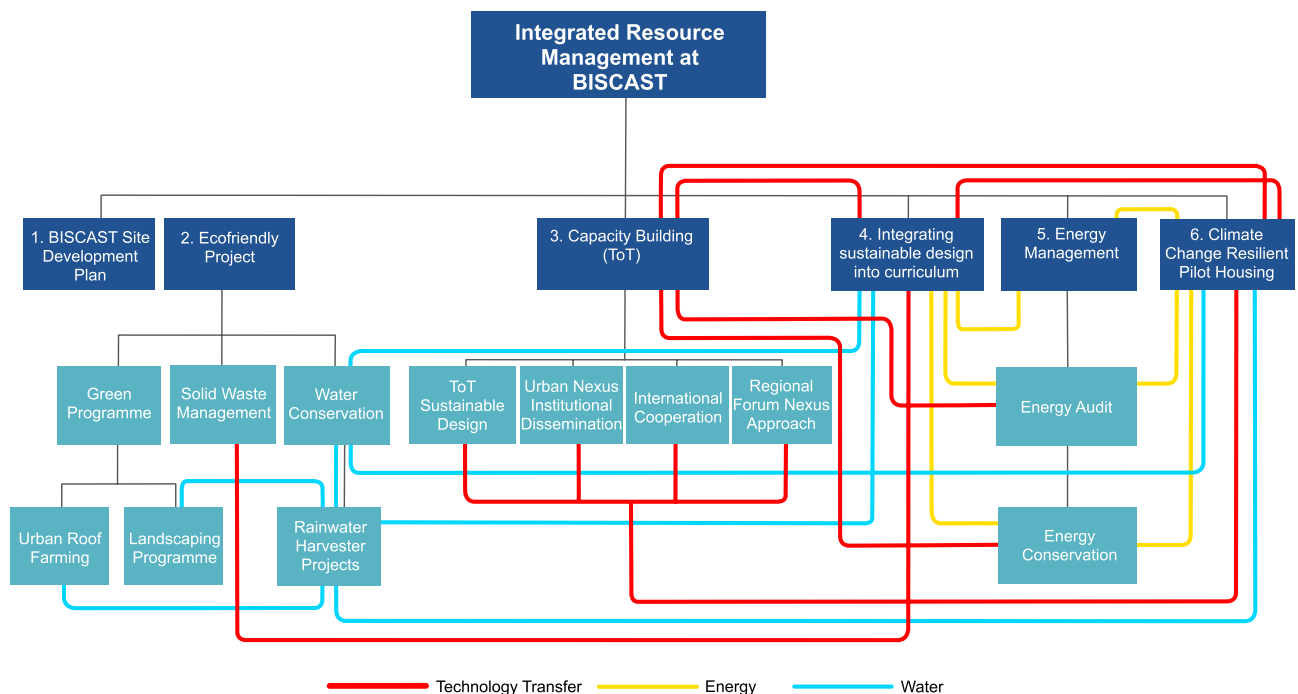 Integrated Resource
Management at
BISCAST
1. BISCAST Site
Development
Plan
2. Ecofriendly
Project
3. Capacity Building
(ToT)
4. Integrating
sustainable design
into curriculum
5. Energy
Management
6. Climate
Change Resilient
Pilot Housing
Green
Programme
Solid Waste
Management
Water
Conservation
ToT
Sustainable
Design
Urban Nexus
Institutional
Dissemination
International
Cooperation
Regional
Forum Nexus
Approach
Energy Audit
Urban Roof
Farming
Landscaping
Programme
Rainwater
Harvester
Projects
Energy
Conservation
Technology Transfer
Energy
Water